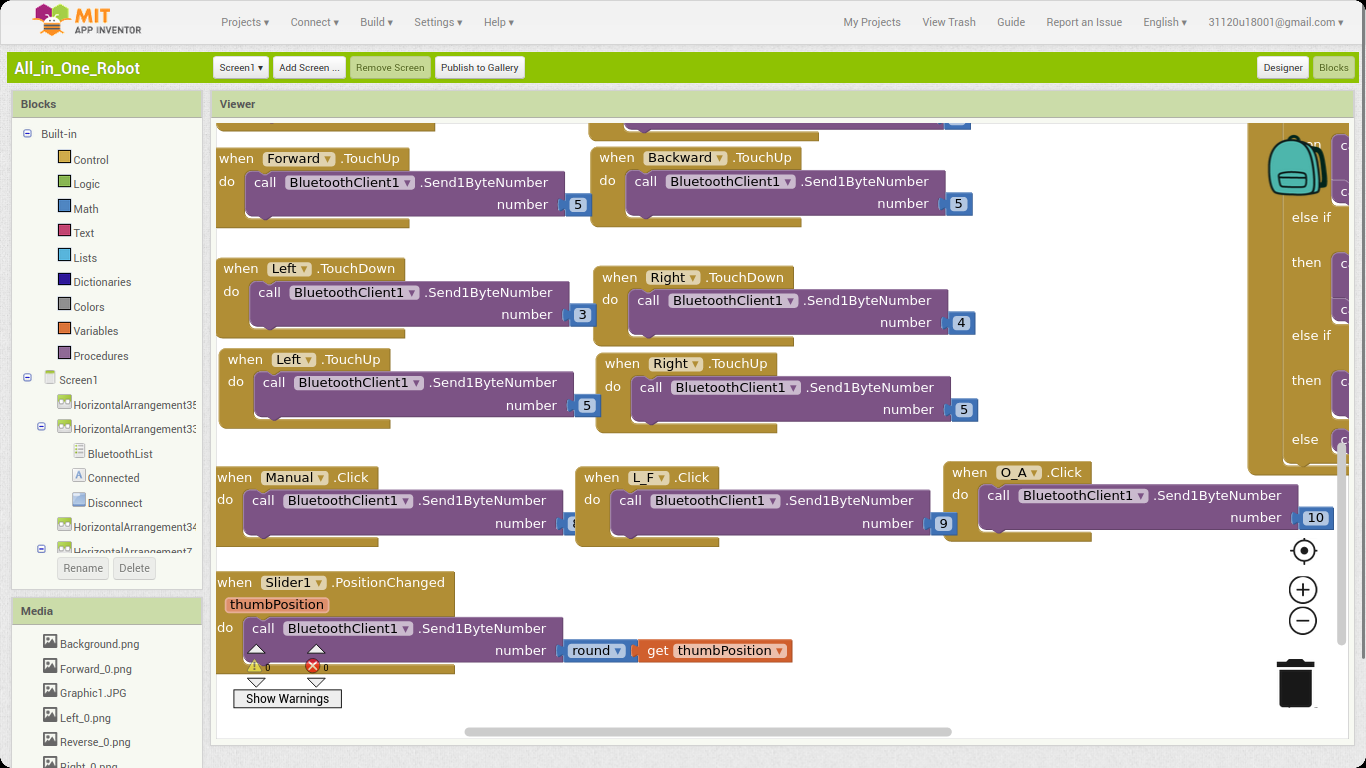 MIT
APP INVENTOR
Projects ▾ Connect ▾ Build ▾ Settings ▾ Help ▾ My Projects View Trash Guide Report an Issue English ▾ 31120u18001@gmail.com ▾
All_in_One_Robot
Screen1 ▾ Add Screen ... Remove Screen Publish to Gallery Designer Blocks
Blocks
Built-in
Control
Logic
Math
Text
Lists
Dictionaries
Colors
Variables
Procedures
Screen1
HorizontalArrangement35
HorizontalArrangement33
BluetoothList
Connected
Disconnect
HorizontalArrangement34
HorizontalArrangement7
Rename Delete
Media
Background.png
Forward_0.png
Graphic1.JPG
Left_0.png
Reverse_0.png
Right_0.png
Viewer
when Forward ▾ .TouchUp
do call BluetoothClient1 ▾ .Send1ByteNumber
number 5
when Backward ▾ .TouchUp
do call BluetoothClient1 ▾ .Send1ByteNumber
number 5
when Left ▾ .TouchDown
do call BluetoothClient1 ▾ .Send1ByteNumber
number 3
when Right ▾ .TouchDown
do call BluetoothClient1 ▾ .Send1ByteNumber
number 4
when Left ▾ .TouchUp
do call BluetoothClient1 ▾ .Send1ByteNumber
number 5
when Right ▾ .TouchUp
do call BluetoothClient1 ▾ .Send1ByteNumber
number 5
when Manual ▾ .Click
do call BluetoothClient1 ▾ .Send1ByteNumber
number 8
when L_F ▾ .Click
do call BluetoothClient1 ▾ .Send1ByteNumber
number 9
when O_A ▾ .Click
do call BluetoothClient1 ▾ .Send1ByteNumber
number 10
when Slider1 ▾ .PositionChanged
thumbPosition
do call BluetoothClient1 ▾ .Send1ByteNumber
number round ▾ get thumbPosition ▾
0 0
Show Warnings
else if
then
else if
then
else